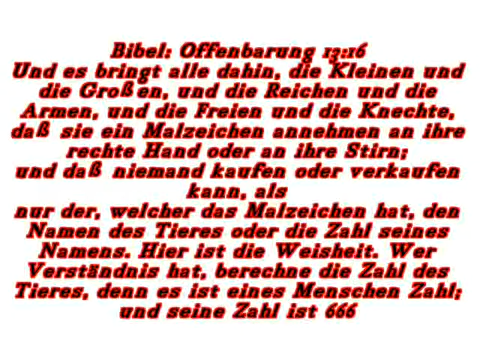 Bibel: Offenbarung 13:16
Und es bringt alle dahin, die Kleinen und
die Großen, und die Reichen und die
Armen, und die Freien und die Knechte,
daß sie ein Malzeichen annehmen an ihre
rechte Hand oder an ihre Stirn;
und daß niemand kaufen oder verkaufen
kann, als
nur der, welcher das Malzeichen hat, den
Namen des Tieres oder die Zahl seines
Namens. Hier ist die Weisheit. Wer
Verständnis hat, berechne die Zahl des
Tieres, denn es ist eines Menschen Zahl;
und seine Zahl ist 666